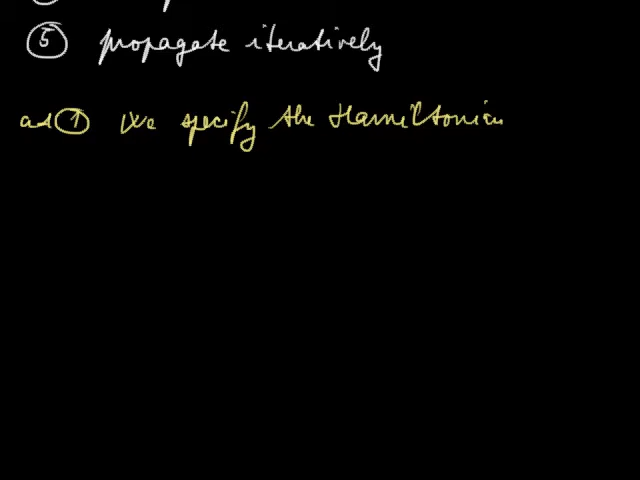 ⑤ propagate iteratively
ad ① We specify the Hamiltonian